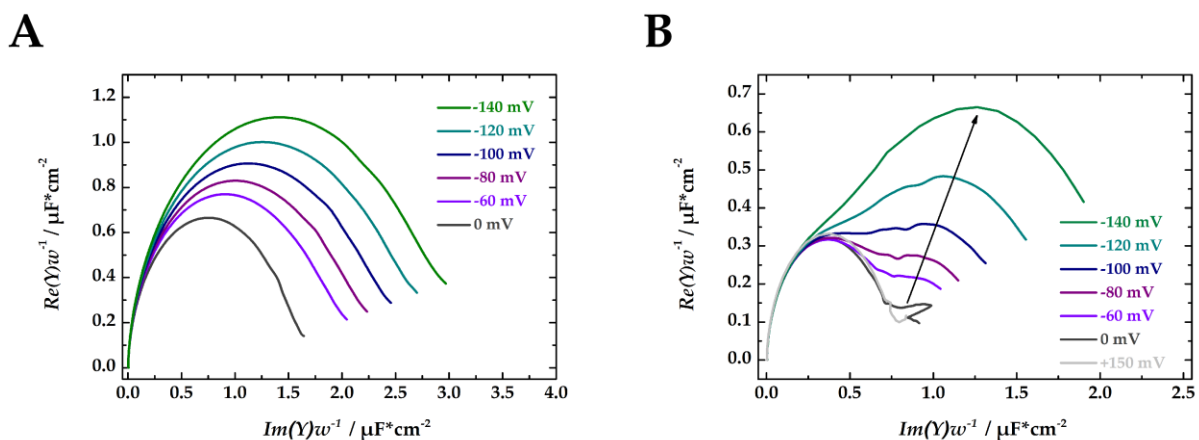 A
Re(Y)w⁻¹ / µF*cm⁻²
1.2
1.0
0.8
0.6
0.4
0.2
0.0
0.0 0.5 1.0 1.5 2.0 2.5 3.0 3.5 4.0
Im(Y)w⁻¹ / µF*cm⁻²
-140 mV
-120 mV
-100 mV
-80 mV
-60 mV
0 mV
B
Re(Y)w⁻¹ / µF*cm⁻²
0.7
0.6
0.5
0.4
0.3
0.2
0.1
0.0
0.0 0.5 1.0 1.5 2.0 2.5
Im(Y)w⁻¹ / µF*cm⁻²
-140 mV
-120 mV
-100 mV
-80 mV
-60 mV
0 mV
+150 mV